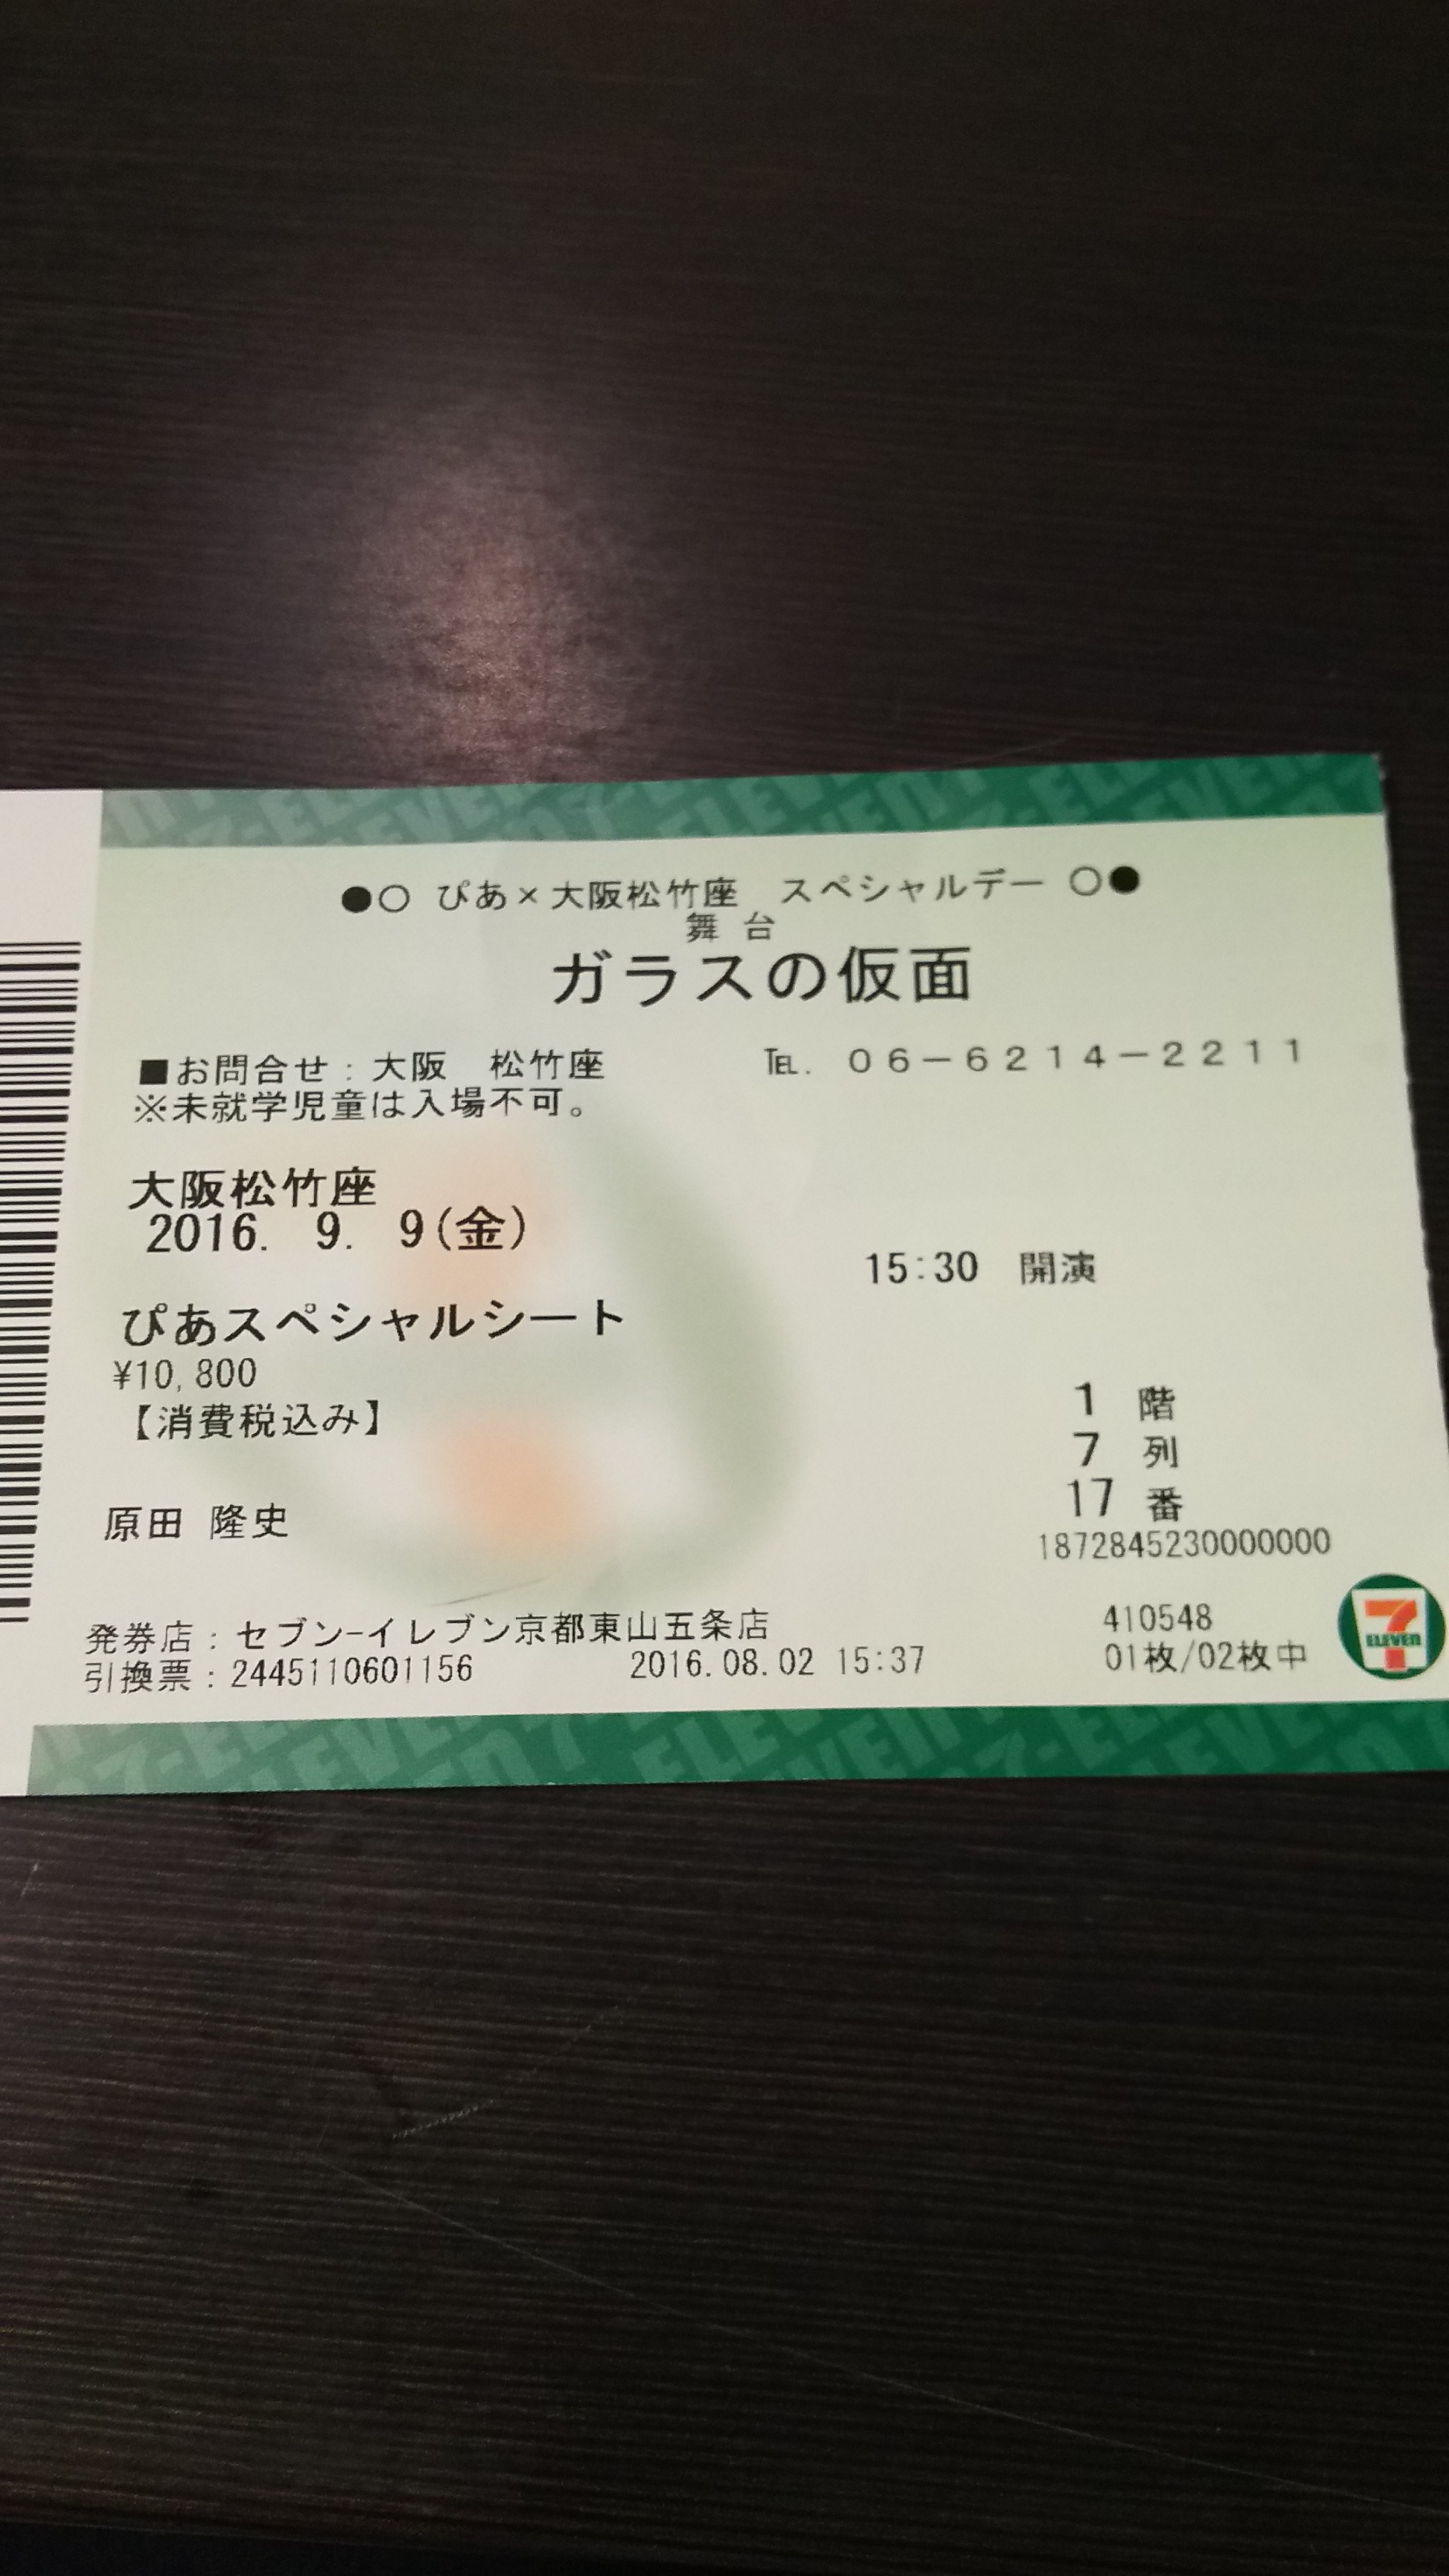 ●○ ぴあ×大阪松竹座 スペシャルデー ○●
舞 台
ガラスの仮面
■お問合せ:大阪 松竹座 ℡. 06-6214-2211
※未就学児童は入場不可。
大阪松竹座
2016. 9. 9(金)
15:30 開演
ぴあスペシャルシート
¥10,800
【消費税込み】
1 階
7 列
17 番
原田 隆史
1872845230000000
発券店:セブン-イレブン京都東山五条店 410548
引換票:2445110601156 2016.08.02 15:37 01枚/02枚中
7 ELEVEN